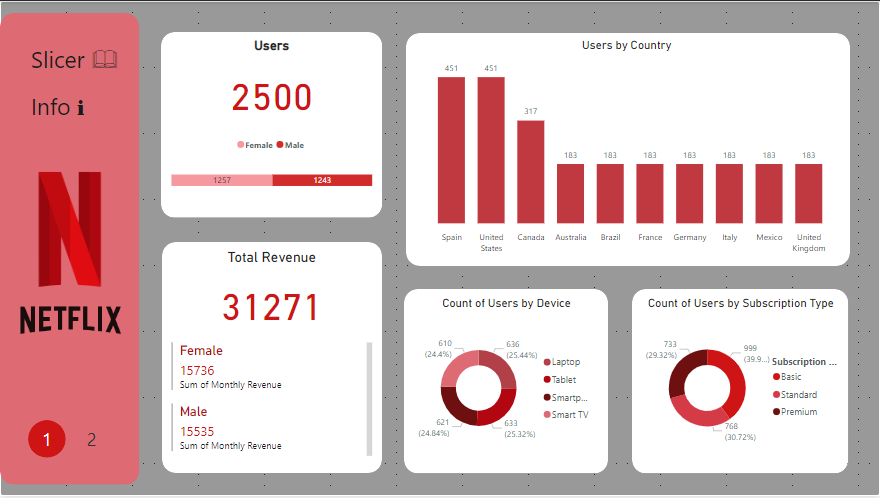 Slicer
Info
NETFLIX
1 2
Users
2500
Female Male
1257 1243
Total Revenue
31271
Female
15736
Sum of Monthly Revenue
Male
15535
Sum of Monthly Revenue
Users by Country
451 451 317 183 183 183 183 183 183 183
Spain United States Canada Australia Brazil France Germany Italy Mexico United Kingdom
Count of Users by Device
636 (25.44%)
633 (25.32%)
621 (24.84%)
610 (24.4%)
Laptop
Tablet
Smartp...
Smart TV
Count of Users by Subscription Type
999 (39.9...)
768 (30.72%)
733 (29.32%)
Subscription ...
Basic
Standard
Premium